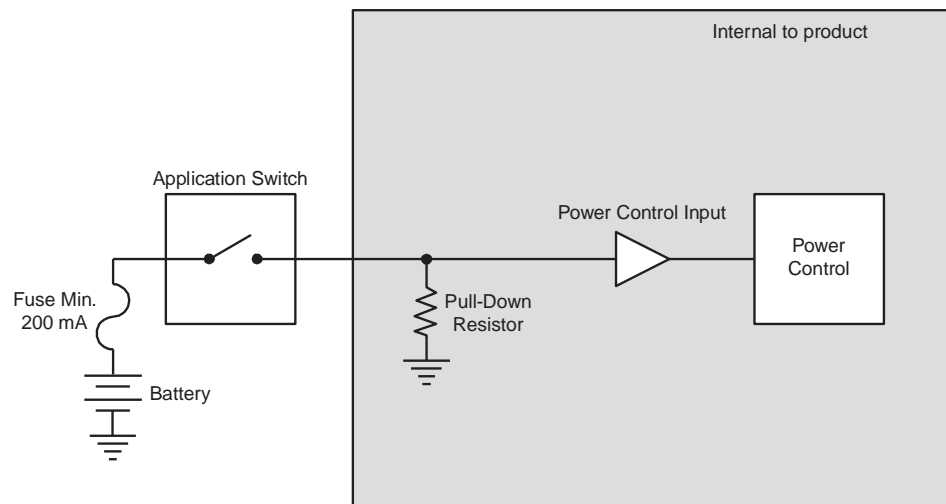 Internal to product
Application Switch
Power Control Input
Power
Control
Fuse Min.
200 mA
Pull-Down
Resistor
Battery